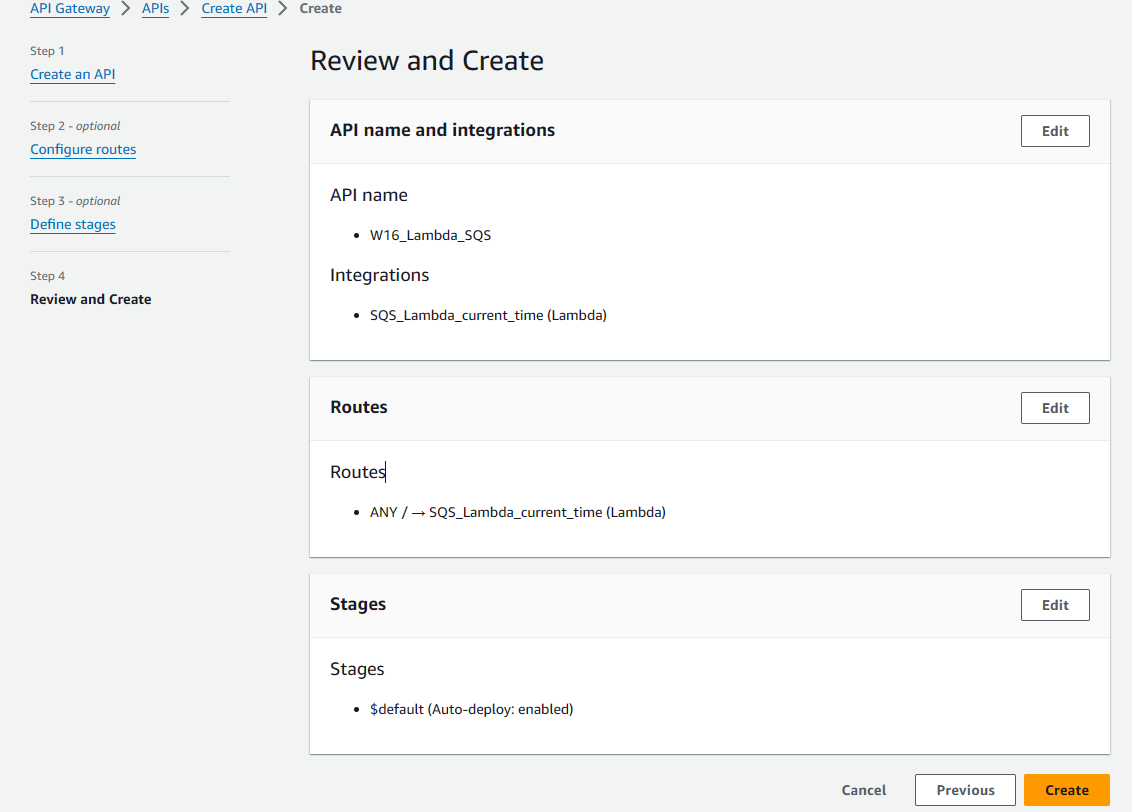 API Gateway > APIs > Create API > Create
Step 1
Create an API
Step 2 - optional
Configure routes
Step 3 - optional
Define stages
Step 4
Review and Create
Review and Create
API name and integrations
Edit
API name
• W16_Lambda_SQS
Integrations
• SQS_Lambda_current_time (Lambda)
Routes
Edit
Routes
• ANY / → SQS_Lambda_current_time (Lambda)
Stages
Edit
Stages
• $default (Auto-deploy: enabled)
Cancel Previous Create